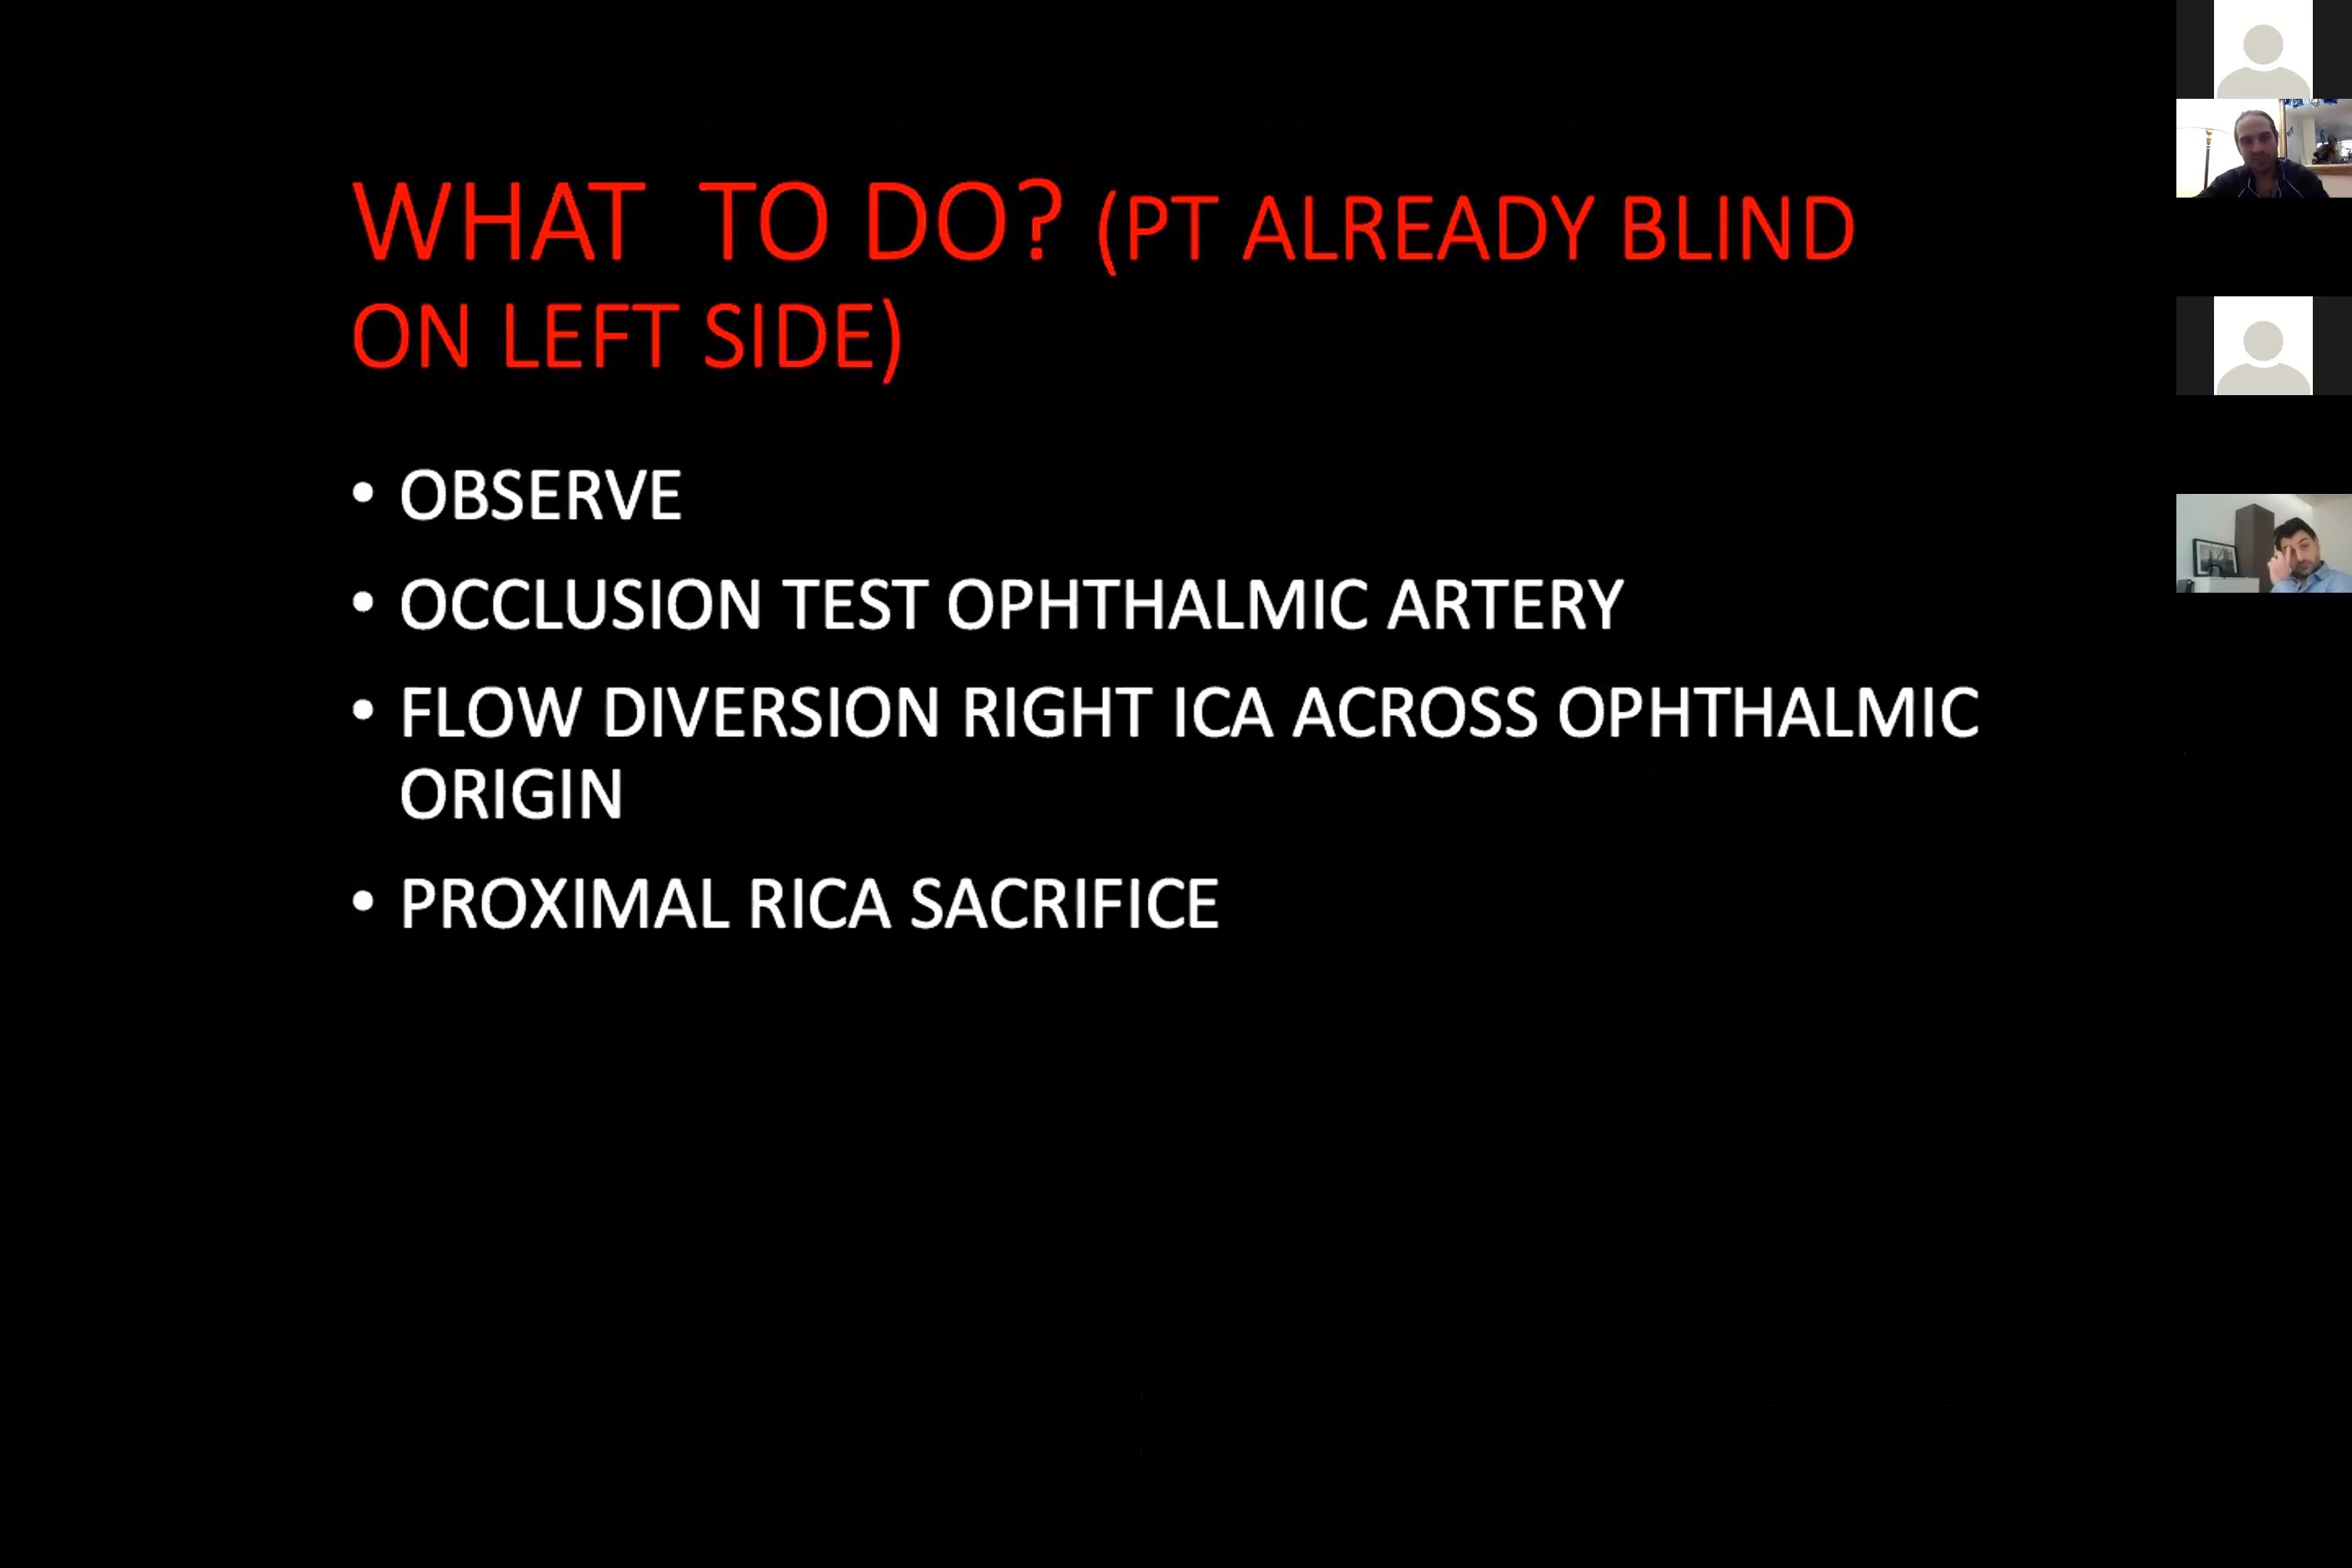 WHAT TO DO? (PT ALREADY BLIND
ON LEFT SIDE)
• OBSERVE
• OCCLUSION TEST OPHTHALMIC ARTERY
• FLOW DIVERSION RIGHT ICA ACROSS OPHTHALMIC
ORIGIN
• PROXIMAL RICA SACRIFICE